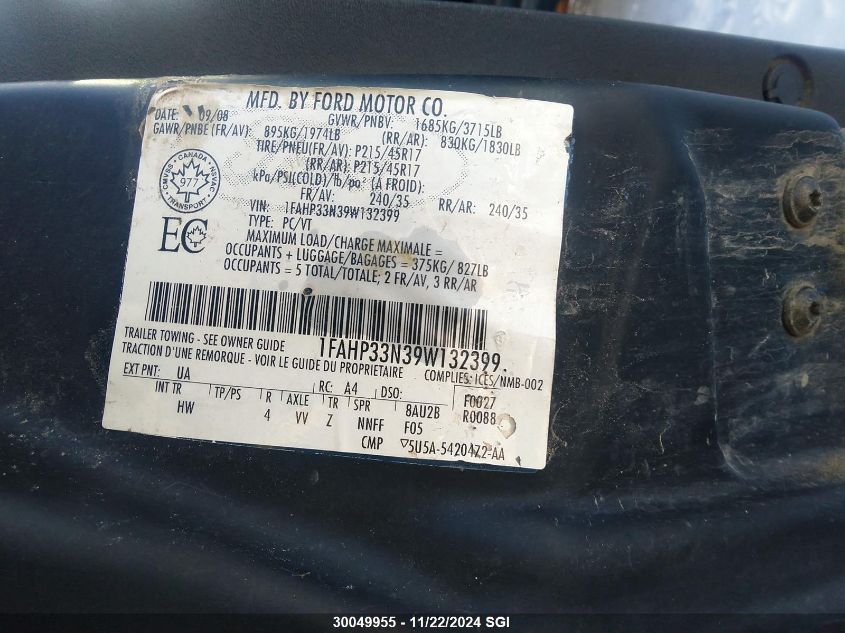 MFD. BY FORD MOTOR CO.
DATE: 09/08 GVWR/PNBV: 1685KG/3715LB
GAWR/PNBE (FR/AV): 895KG/1974LB (RR/AR): 830KG/1830LB
TIRE/PNEU(FR/AV): P215/45R17
(RR/AR): P215/45R17
kPa/PSI(COLD)/lb/po² (A FROID):
FR/AV: 240/35 RR/AR: 240/35
VIN: 1FAHP33N39W132399
TYPE: PC/VT
MAXIMUM LOAD/CHARGE MAXIMALE =
OCCUPANTS + LUGGAGE/BAGAGES = 375KG/ 827LB
OCCUPANTS = 5 TOTAL/TOTALE; 2 FR/AV, 3 RR/AR
CANADA
CMVSS NSVAC
977
TRANSPORT
EC
1FAHP33N39W132399
TRAILER TOWING - SEE OWNER GUIDE
TRACTION D'UNE REMORQUE - VOIR LE GUIDE DU PROPRIETAIRE
COMPLIES: ICES/NMB-002
EXT PNT: UA RC: A4 DSO: F0027
INT TR TP/PS R AXLE TR SPR 8AU2B R0088
HW 4 VV Z NNFF F05
CMP ▽5U5A-5420472-AA
30049955 - 11/22/2024 SGI